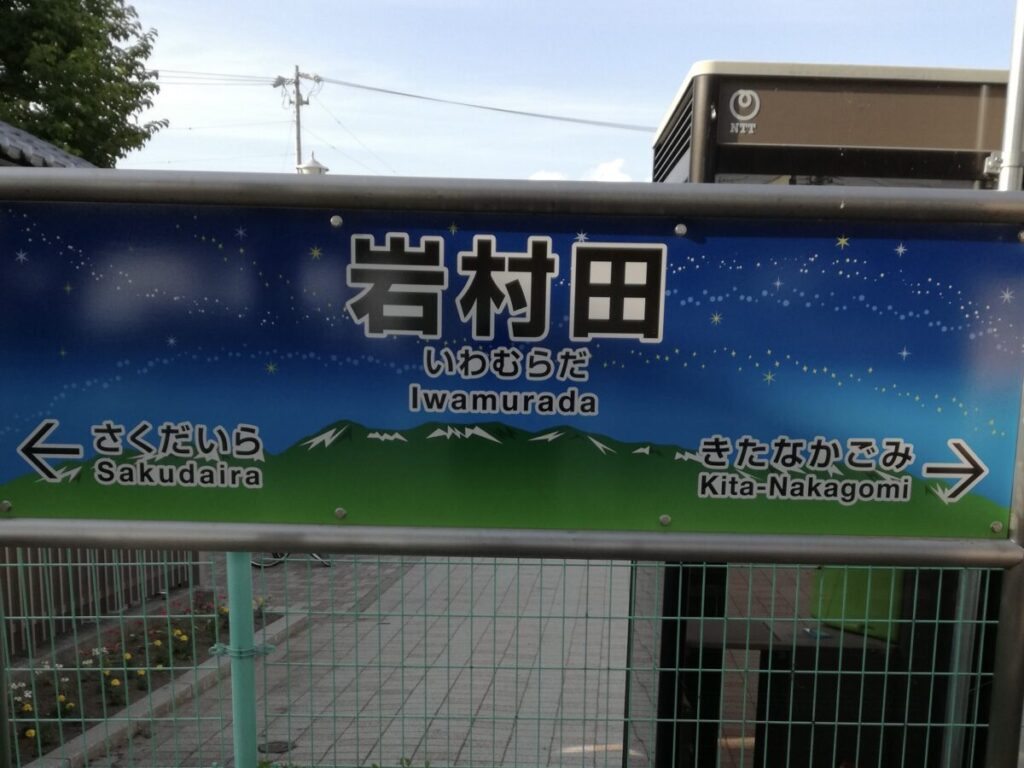 NTT
岩村田
いわむらだ
Iwamurada
← さくだいら
Sakudaira
きたなかごみ →
Kita-Nakagomi